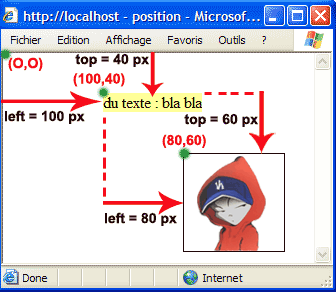 http://localhost - position - Microsof...
Fichier Edition Affichage Favoris Outils ?
(O,O)
top = 40 px
(100,40)
du texte : bla bla
left = 100 px
top = 60 px
(80,60)
left = 80 px
Done
Internet